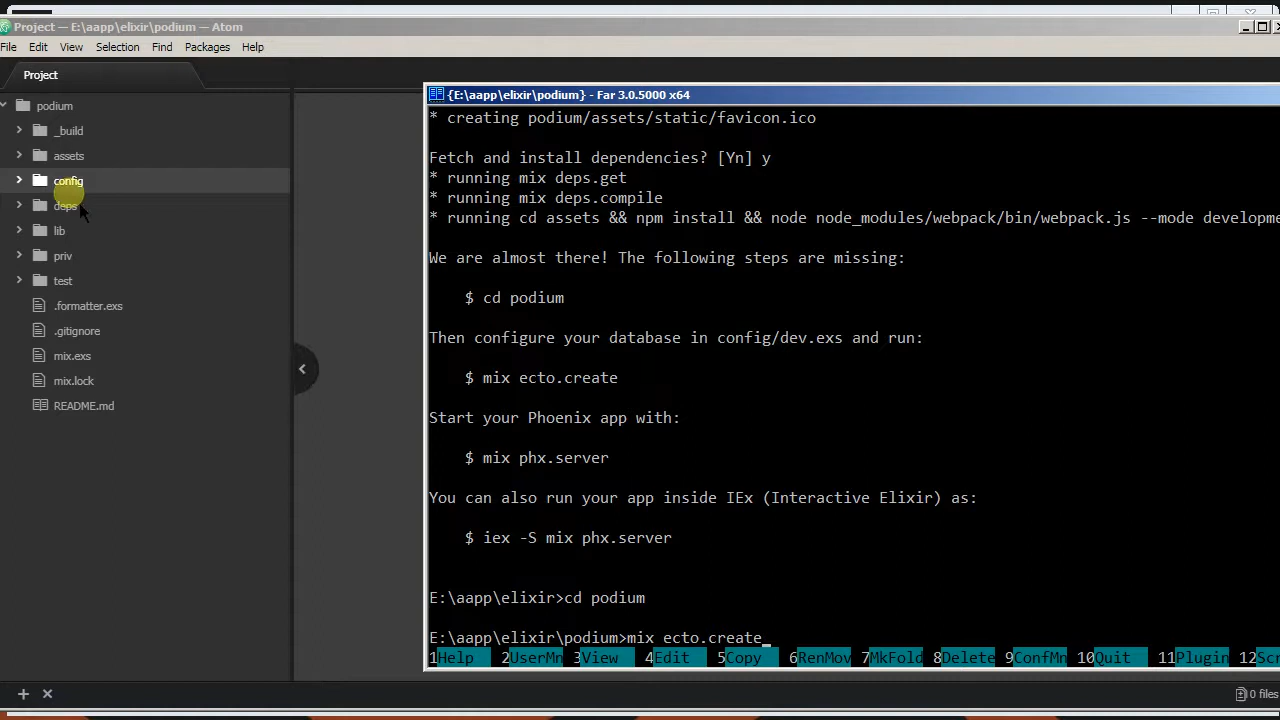 Project — E:\aapp\elixir\podium — Atom
File Edit View Selection Find Packages Help
Project
podium
_build
assets
config
deps
lib
priv
test
.formatter.exs
.gitignore
mix.exs
mix.lock
README.md
0 files
{E:\aapp\elixir\podium} - Far 3.0.5000 x64
* creating podium/assets/static/favicon.ico
Fetch and install dependencies? [Yn] y
* running mix deps.get
* running mix deps.compile
* running cd assets && npm install && node node_modules/webpack/bin/webpack.js --mode developme
We are almost there! The following steps are missing:
$ cd podium
Then configure your database in config/dev.exs and run:
$ mix ecto.create
Start your Phoenix app with:
$ mix phx.server
You can also run your app inside IEx (Interactive Elixir) as:
$ iex -S mix phx.server
E:\aapp\elixir>cd podium
E:\aapp\elixir\podium>mix ecto.create_
1Help 2UserMn 3View 4Edit 5Copy 6RenMov 7MkFold 8Delete 9ConfMn 10Quit 11Plugin 12Scr